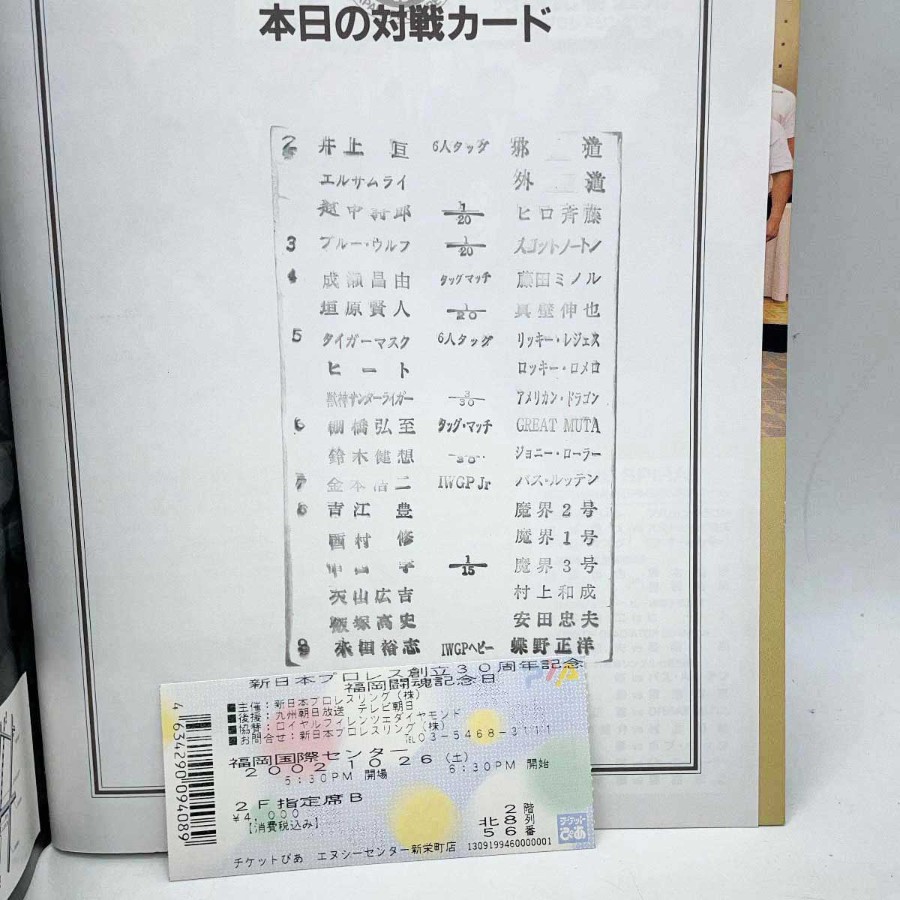 本日の対戦カード
2 井上亘 6人タッグ 邪道
エルサムライ 外道
越中詩郎 1/20 ヒロ斉藤
3 ブルー・ウルフ 1/20 スコットノートン
4 成瀬昌由 タッグマッチ 藤田ミノル
垣原賢人 1/20 真壁伸也
5 タイガーマスク 6人タッグ リッキー・レジェス
ヒート ロッキー・ロメロ
獣神サンダーライガー /30 アメリカン・ドラゴン
6 棚橋弘至 タッグ・マッチ GREAT MUTA
鈴木健想 30 ジョニー・ローラー
7 金本浩二 IWGP Jr バス・ルッテン
8 吉江豊 魔界2号
西村修 魔界1号
1/15 魔界3号
天山広吉 村上和成
飯塚高史 安田忠夫
9 永田裕志 IWGPヘビー 蝶野正洋
新日本プロレス創立30周年記念
福岡闘魂記念日
■主催：新日本プロレスリング（株）
■後援：九州朝日放送 テレビ朝日
■協賛：ロイヤルフィレンツェダイヤモンド
■お問合せ：新日本プロレスリング（株）
TEL03-5468-3111
福岡国際センター
2002.10.26（土）
5:30PM 開場 6:30PM 開始
2F指定席B
¥4,000
【消費税込み】
2階
北8列
56番
チケットぴあ
チケットぴあ エヌシーセンター新栄町店 1309199460000001
4634290094089